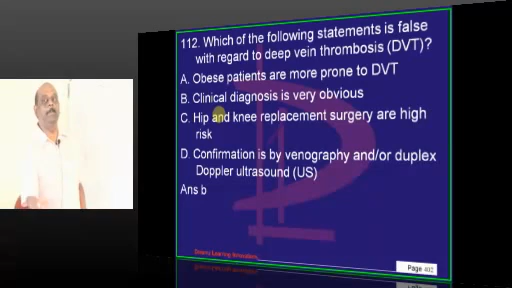 112. Which of the following statements is false
with regard to deep vein thrombosis (DVT)?
A. Obese patients are more prone to DVT
B. Clinical diagnosis is very obvious
C. Hip and knee replacement surgery are high
risk
D. Confirmation is by venography and/or duplex
Doppler ultrasound (US)
Ans b
Learning Innovations
Page